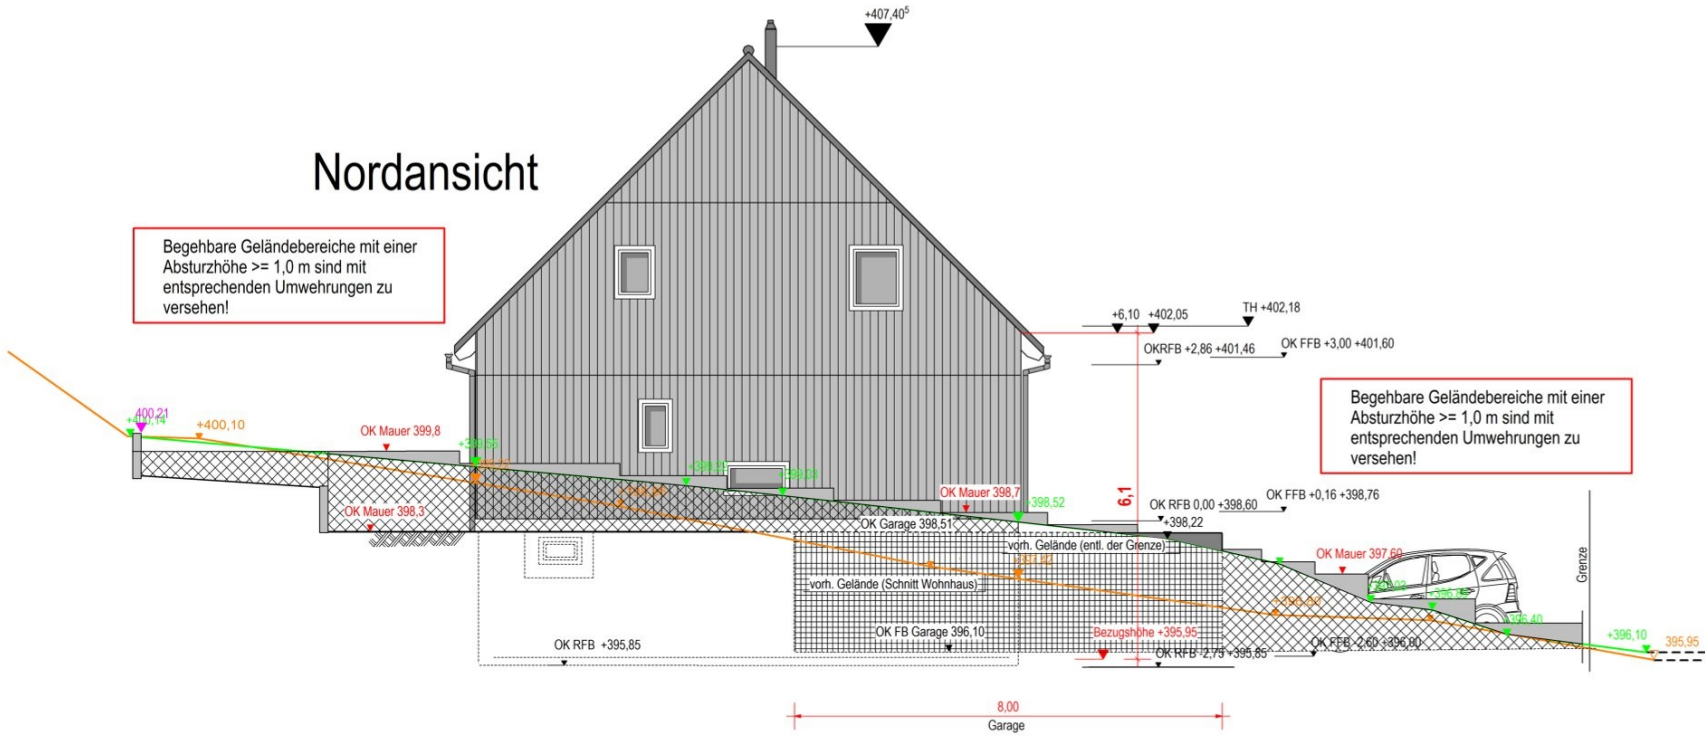 +407,40⁵
Nordansicht
Begehbare Geländebereiche mit einer
Absturzhöhe >= 1,0 m sind mit
entsprechenden Umwehrungen zu
versehen!
TH +402,18
+6,10 +402,05
OKRFB +2,86 +401,46
OK FFB +3,00 +401,60
Begehbare Geländebereiche mit einer
Absturzhöhe >= 1,0 m sind mit
entsprechenden Umwehrungen zu
versehen!
400,21
+400,14
+400,10
OK Mauer 399,8
OK Mauer 398,7
+398,52
6,1
OK RFB 0,00 +398,60
OK FFB +0,16 +398,76
+398,22
OK Mauer 398,3
OK Garage 398,51
vorh. Gelände (entl. der Grenze)
OK Mauer 397,60
Grenze
vorh. Gelände (Schnitt Wohnhaus)
+396,40
OK FB Garage 396,10
Bezugshöhe +395,95
+396,10
395,95
OK RFB +395,85
OK RFB -2,75 +395,85
OK FFB -2,60 +396,00
8,00
Garage